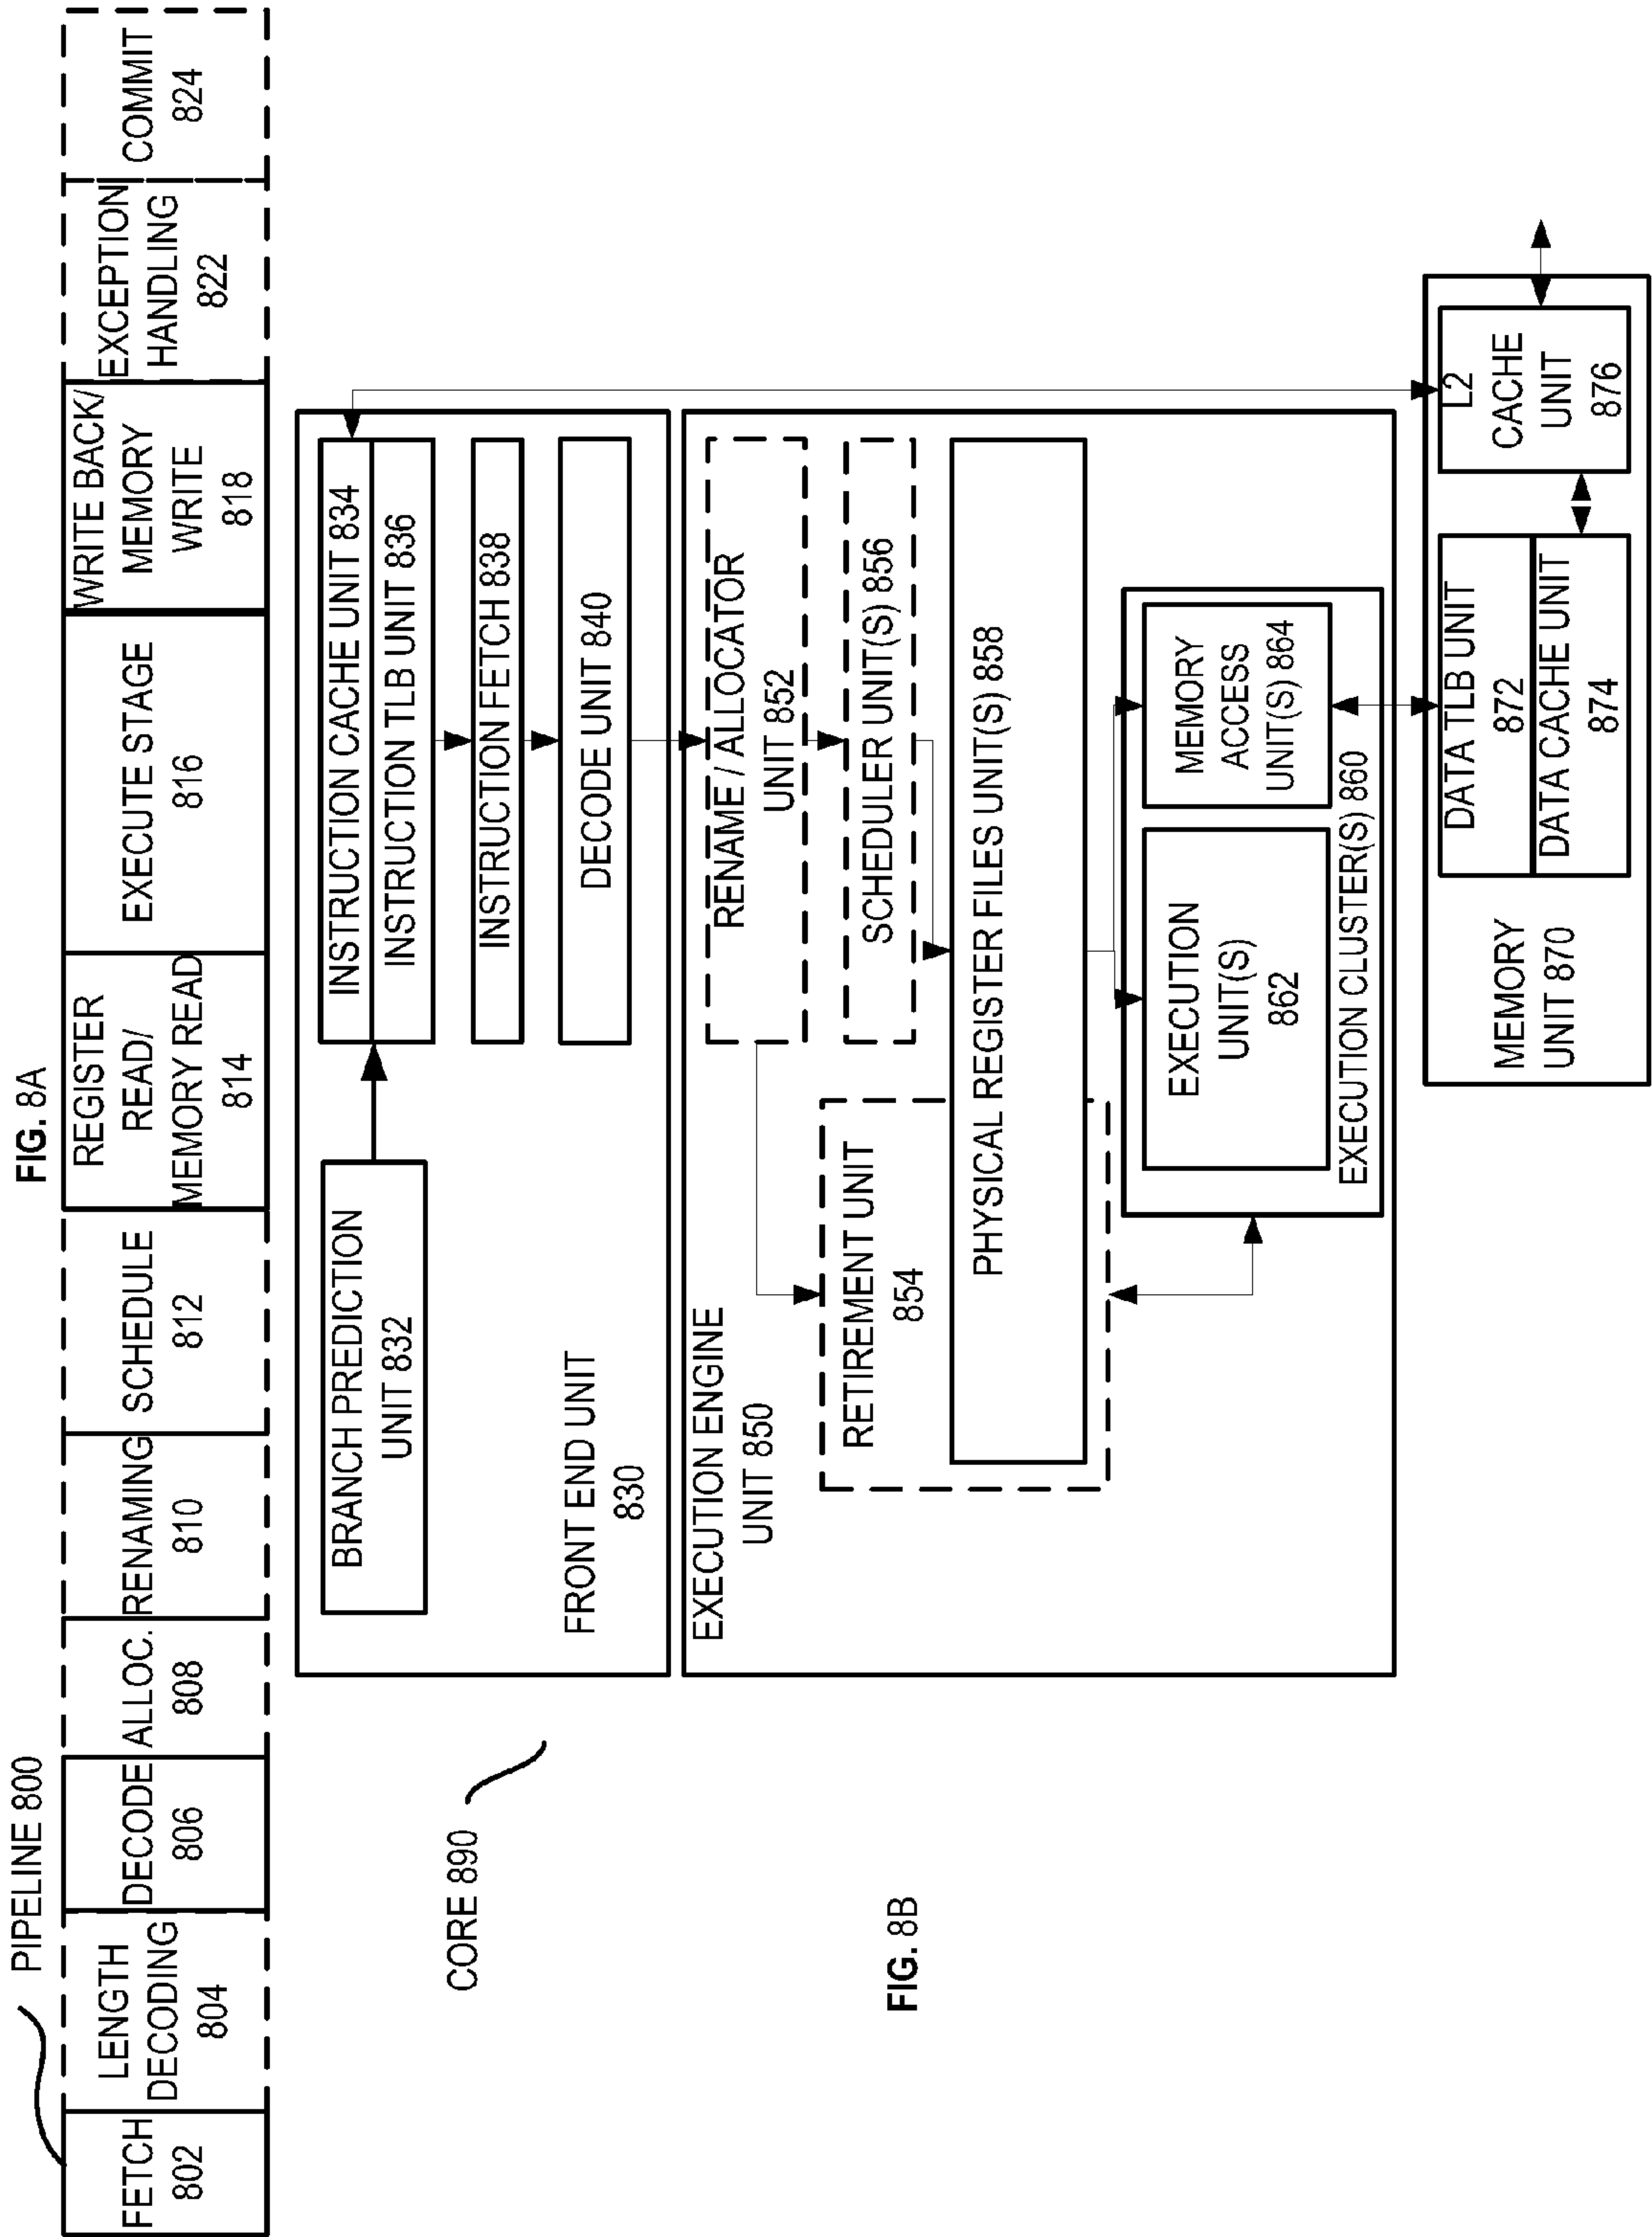 FIG. 8A
PIPELINE 800
FETCH
802
LENGTH
DECODING
804
DECODE
806
ALLOC.
808
RENAMING
810
SCHEDULE
812
REGISTER
READ/
MEMORY READ
814
EXECUTE STAGE
816
WRITE BACK/
MEMORY
WRITE
818
EXCEPTION
HANDLING
822
COMMIT
824
CORE 890
FRONT END UNIT
830
BRANCH PREDICTION
UNIT 832
INSTRUCTION CACHE UNIT 834
INSTRUCTION TLB UNIT 836
INSTRUCTION FETCH 838
DECODE UNIT 840
EXECUTION ENGINE
UNIT 850
RENAME / ALLOCATOR
UNIT 852
RETIREMENT UNIT
854
SCHEDULER UNIT(S) 856
PHYSICAL REGISTER FILES UNIT(S) 858
EXECUTION
UNIT(S)
862
MEMORY
ACCESS
UNIT(S) 864
EXECUTION CLUSTER(S) 860
MEMORY
UNIT 870
DATA TLB UNIT
872
DATA CACHE UNIT
874
L2
CACHE
UNIT
876
FIG. 8B